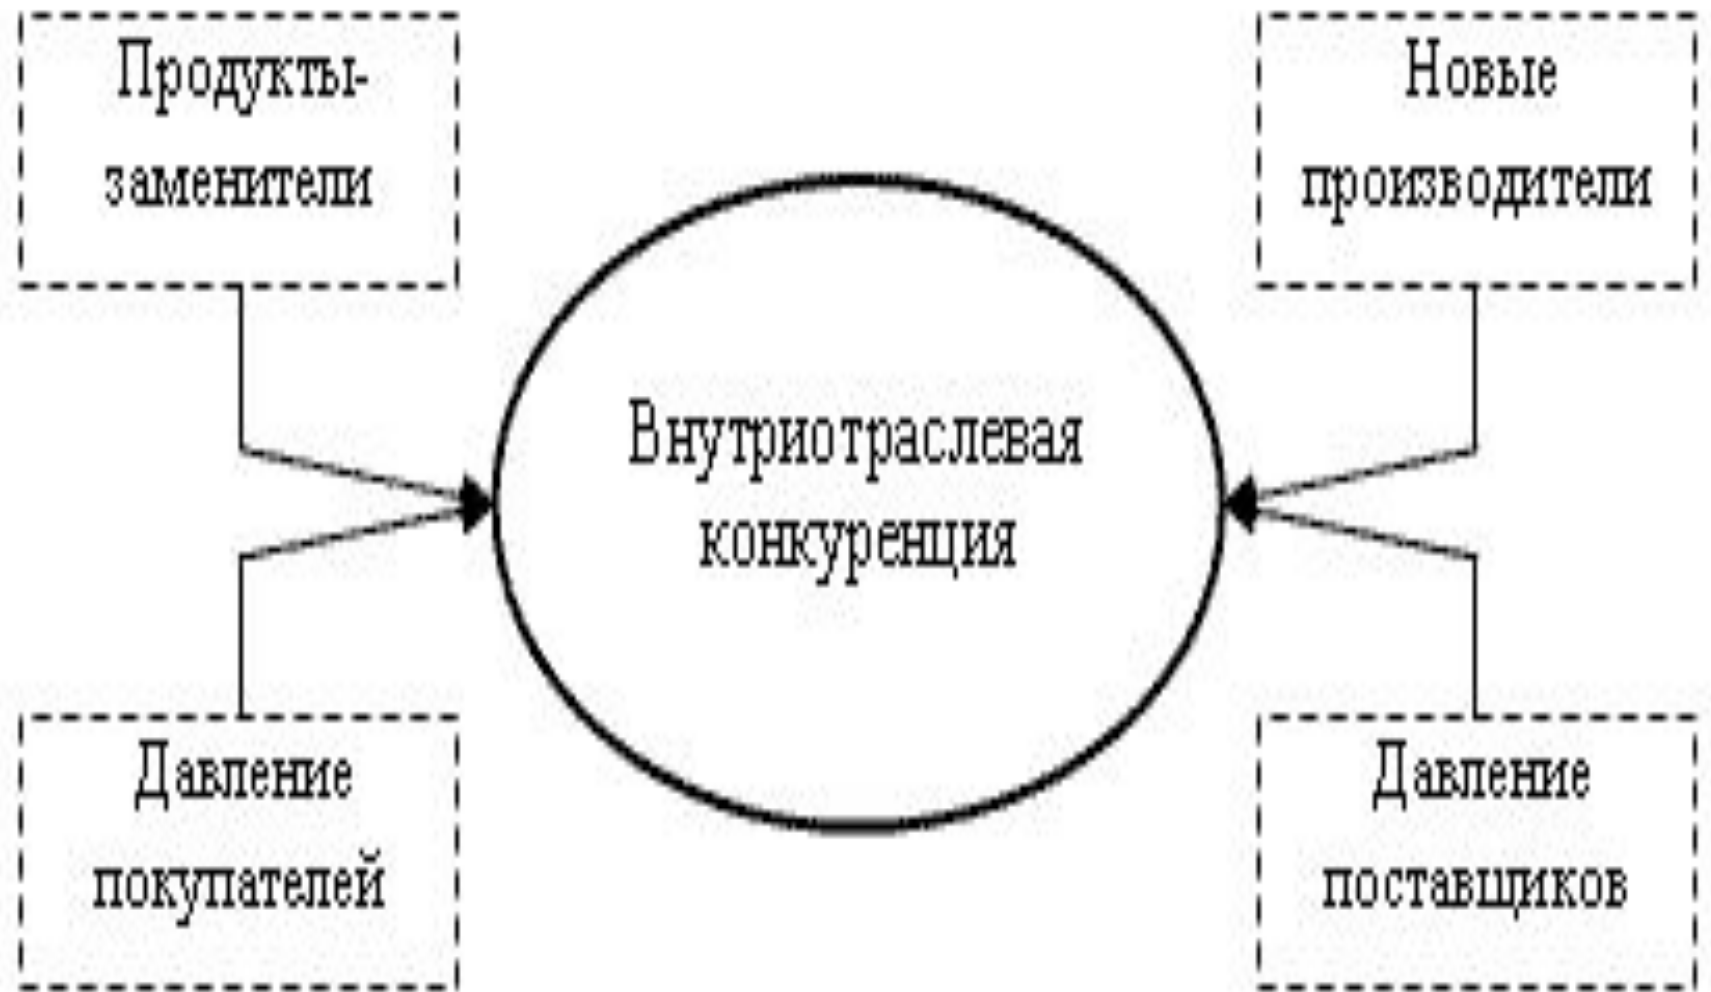 Продукты-
заменители
Новые
производители
Внутриотраслевая
конкуренция
Давление
покупателей
Давление
поставщиков